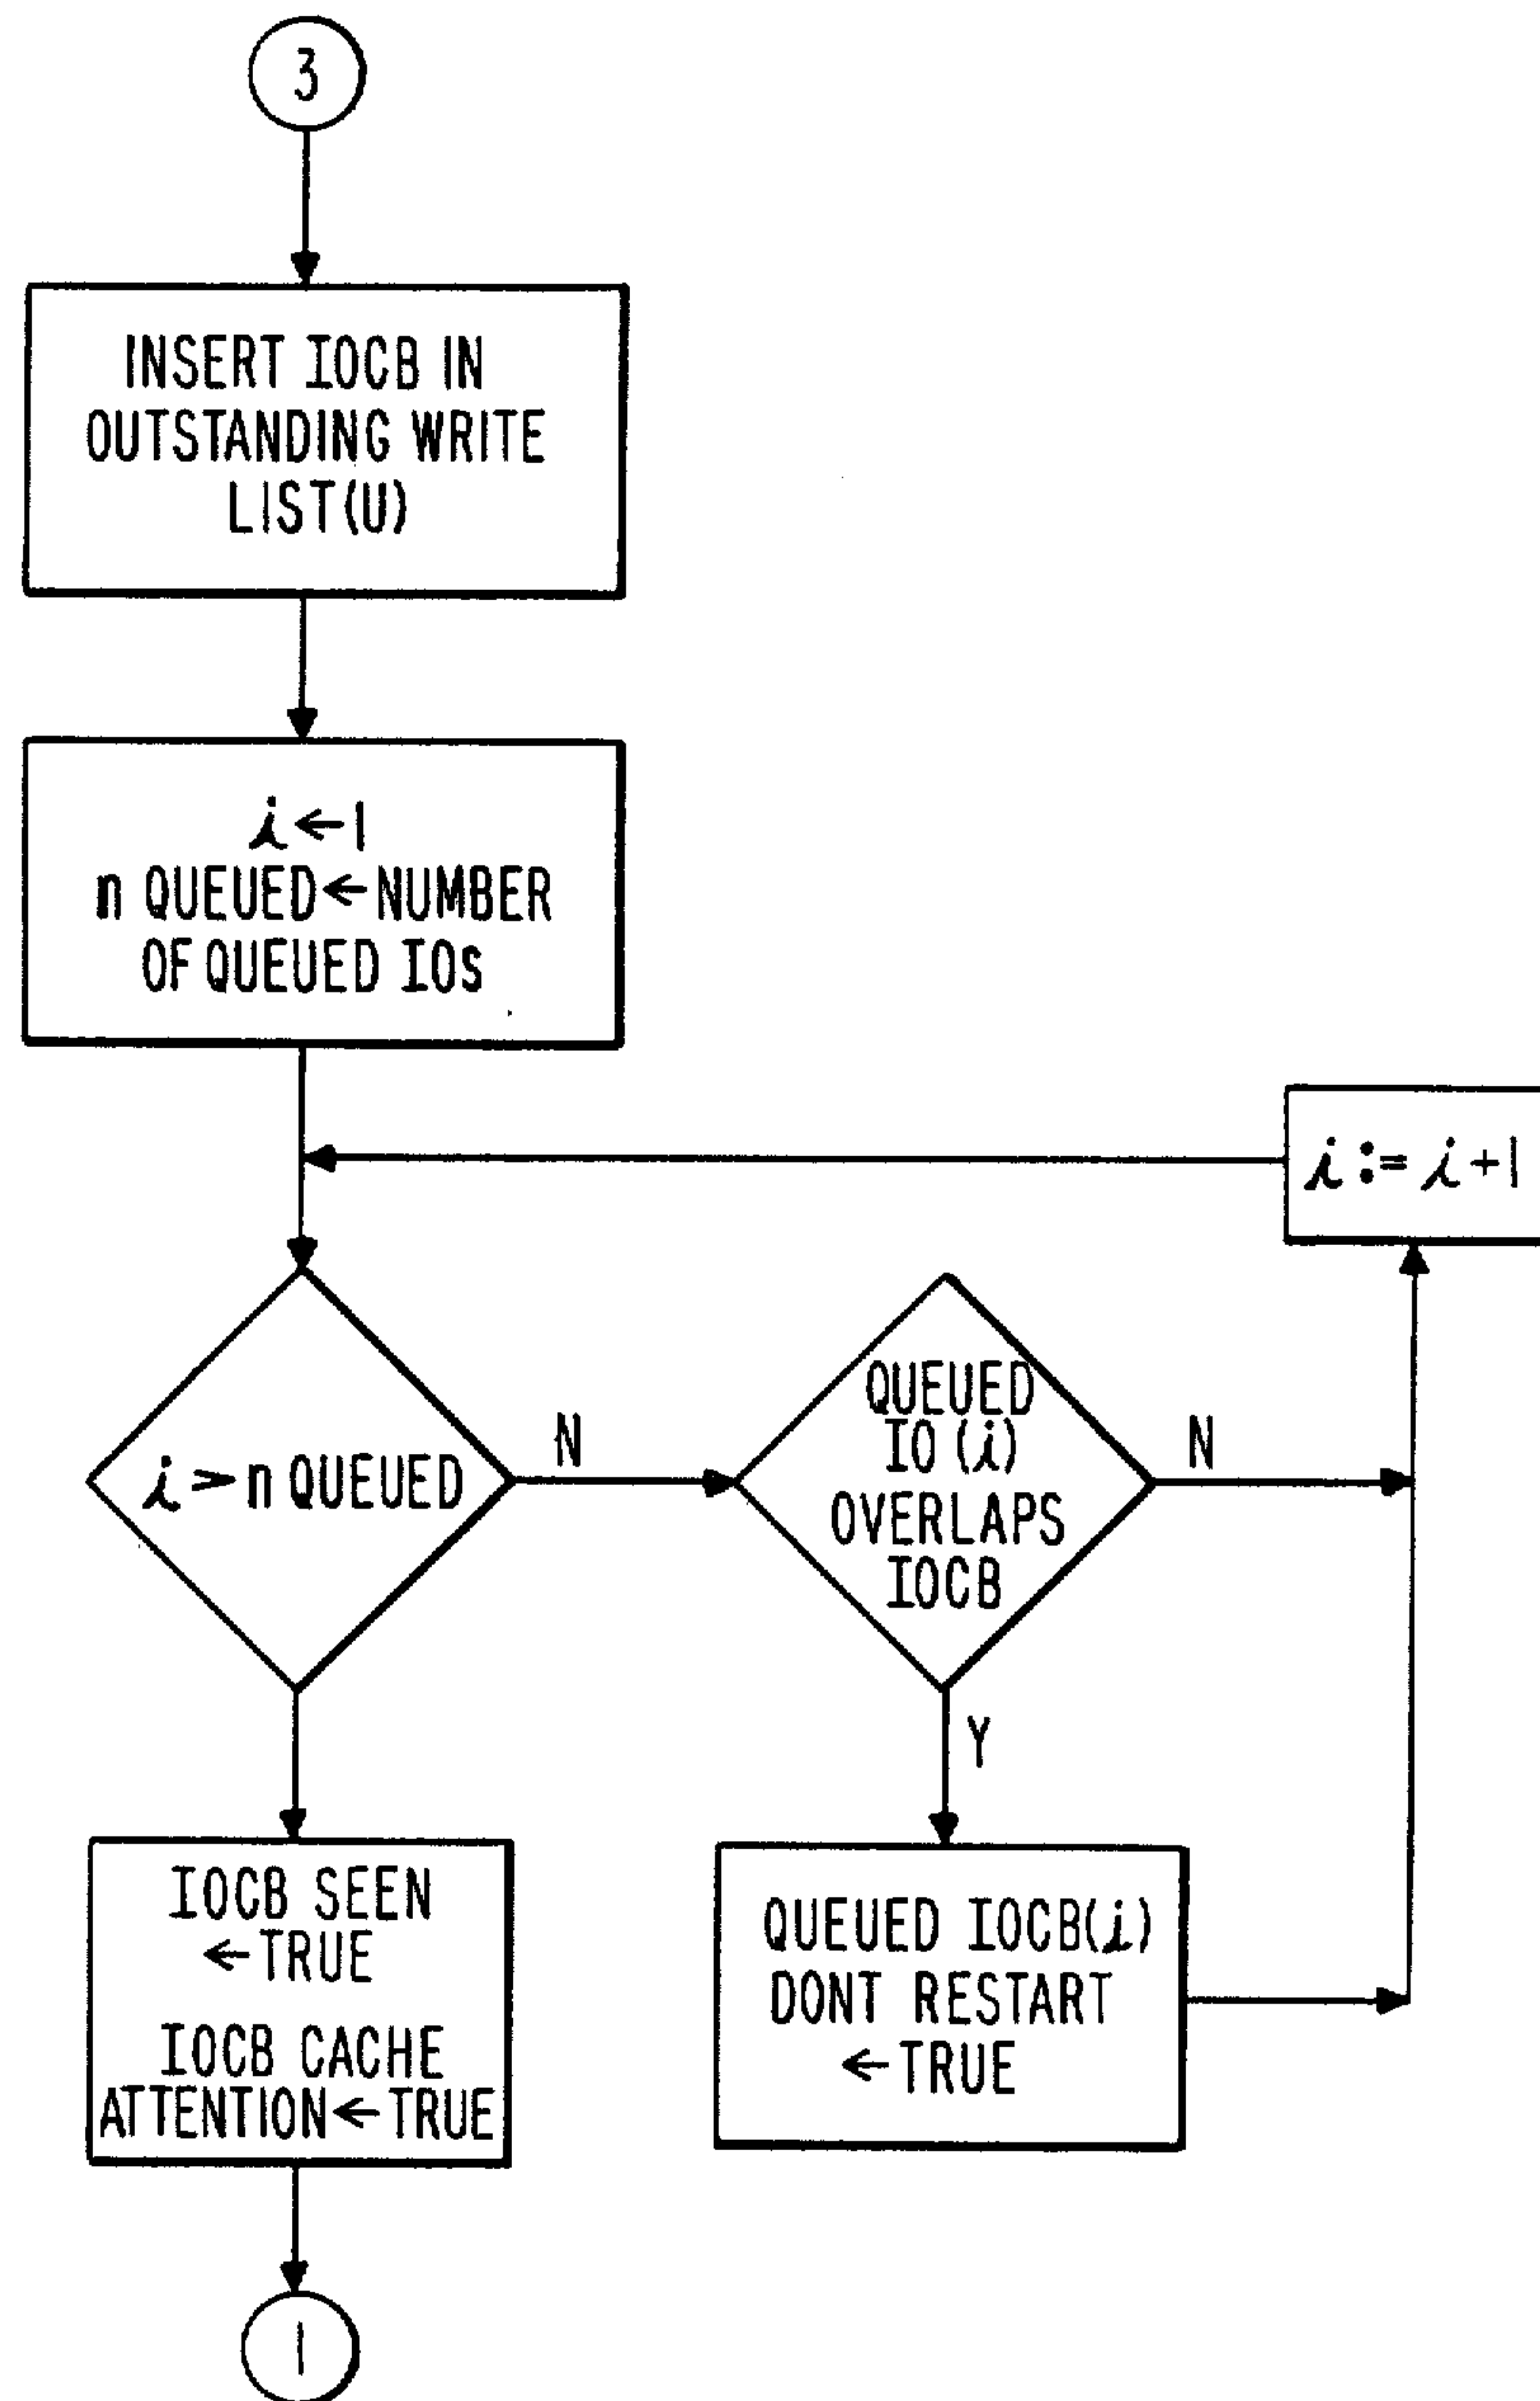 3
INSERT IOCB IN
OUTSTANDING WRITE
LIST(U)
i←1
n QUEUED←NUMBER
OF QUEUED IOs
i := i+1
i > n QUEUED
N
QUEUED
IO (i)
OVERLAPS
IOCB
N
Y
IOCB SEEN
←TRUE
IOCB CACHE
ATTENTION←TRUE
QUEUED IOCB(i)
DONT RESTART
←TRUE
1